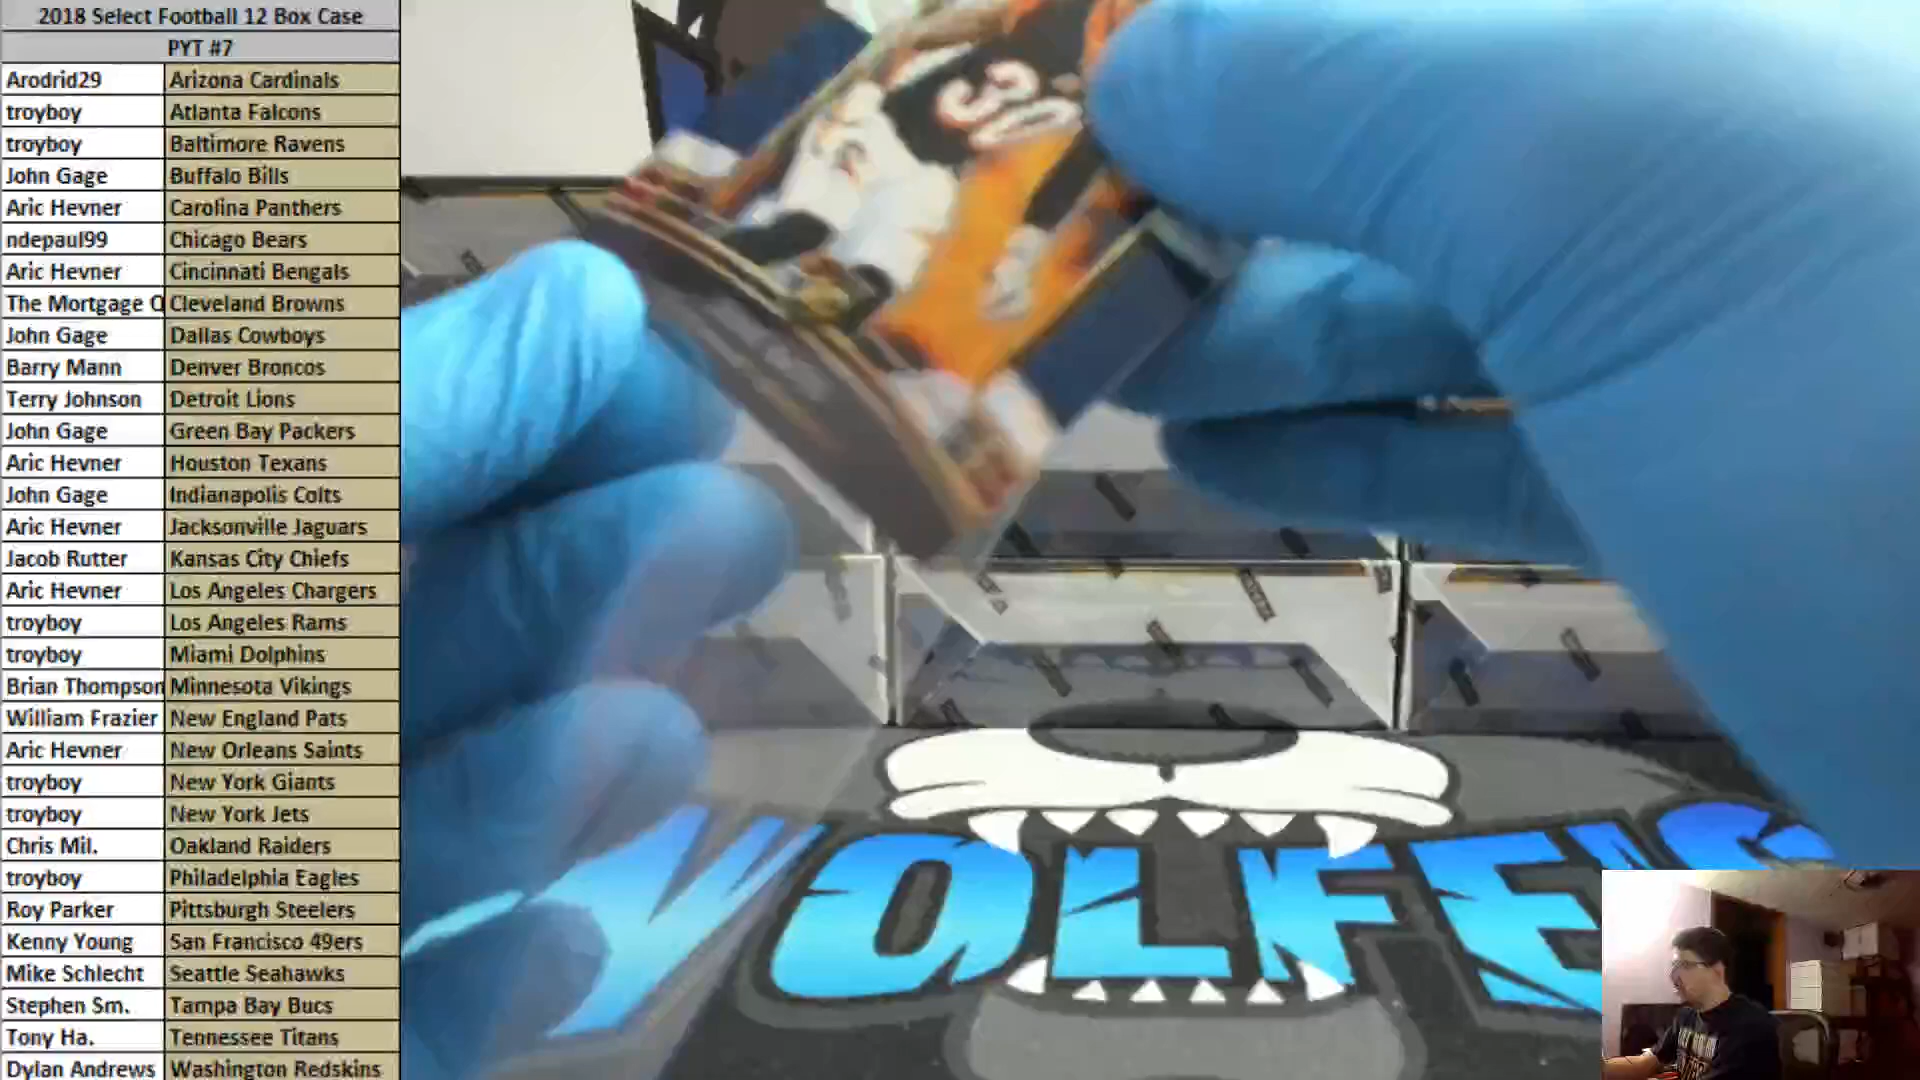 2018 Select Football 12 Box Case
PYT #7
Arodrid29 Arizona Cardinals
troyboy Atlanta Falcons
troyboy Baltimore Ravens
John Gage Buffalo Bills
Aric Hevner Carolina Panthers
ndepaul99 Chicago Bears
Aric Hevner Cincinnati Bengals
The Mortgage Cleveland Browns
John Gage Dallas Cowboys
Barry Mann Denver Broncos
Terry Johnson Detroit Lions
John Gage Green Bay Packers
Aric Hevner Houston Texans
John Gage Indianapolis Colts
Aric Hevner Jacksonville Jaguars
Jacob Rutter Kansas City Chiefs
Aric Hevner Los Angeles Chargers
troyboy Los Angeles Rams
troyboy Miami Dolphins
Brian Thompson Minnesota Vikings
William Frazier New England Pats
Aric Hevner New Orleans Saints
troyboy New York Giants
troyboy New York Jets
Chris Mil. Oakland Raiders
troyboy Philadelphia Eagles
Roy Parker Pittsburgh Steelers
Kenny Young San Francisco 49ers
Mike Schlecht Seattle Seahawks
Stephen Sm. Tampa Bay Bucs
Tony Ha. Tennessee Titans
Dylan Andrews Washington Redskins
30